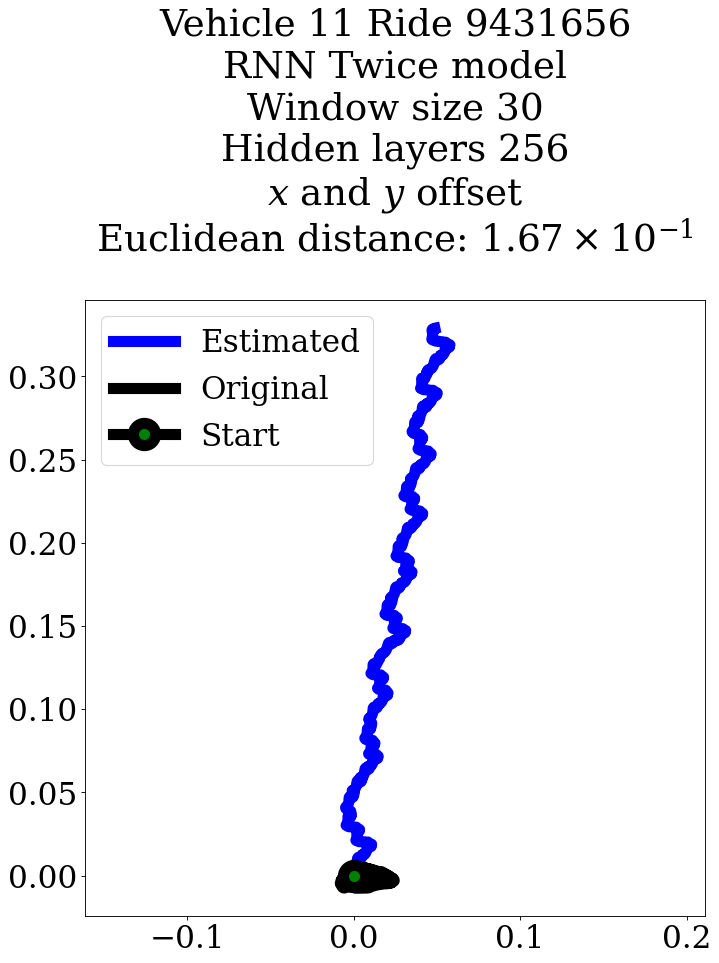 Vehicle 11 Ride 9431656
RNN Twice model
Window size 30
Hidden layers 256
x and y offset
Euclidean distance: 1.67 × 10⁻¹
Estimated
Original
Start
0.30
0.25
0.20
0.15
0.10
0.05
0.00
−0.1
0.0
0.1
0.2